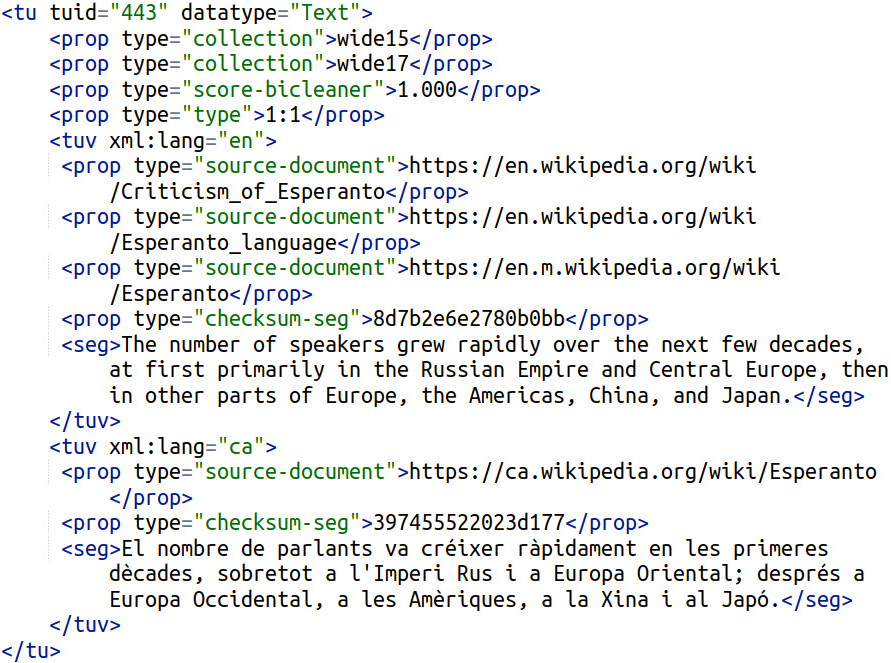 <tu tuid="443" datatype="Text">
<prop type="collection">wide15</prop>
<prop type="collection">wide17</prop>
<prop type="score-bicleaner">1.000</prop>
<prop type="type">1:1</prop>
<tuv xml:lang="en">
<prop type="source-document">https://en.wikipedia.org/wiki
/Criticism_of_Esperanto</prop>
<prop type="source-document">https://en.wikipedia.org/wiki
/Esperanto_language</prop>
<prop type="source-document">https://en.m.wikipedia.org/wiki
/Esperanto</prop>
<prop type="checksum-seg">8d7b2e6e2780b0bb</prop>
<seg>The number of speakers grew rapidly over the next few decades,
at first primarily in the Russian Empire and Central Europe, then
in other parts of Europe, the Americas, China, and Japan.</seg>
</tuv>
<tuv xml:lang="ca">
<prop type="source-document">https://ca.wikipedia.org/wiki/Esperanto
</prop>
<prop type="checksum-seg">397455522023d177</prop>
<seg>El nombre de parlants va créixer ràpidament en les primeres
dècades, sobretot a l'Imperi Rus i a Europa Oriental; després a
Europa Occidental, a les Amèriques, a la Xina i al Japó.</seg>
</tuv>
</tu>